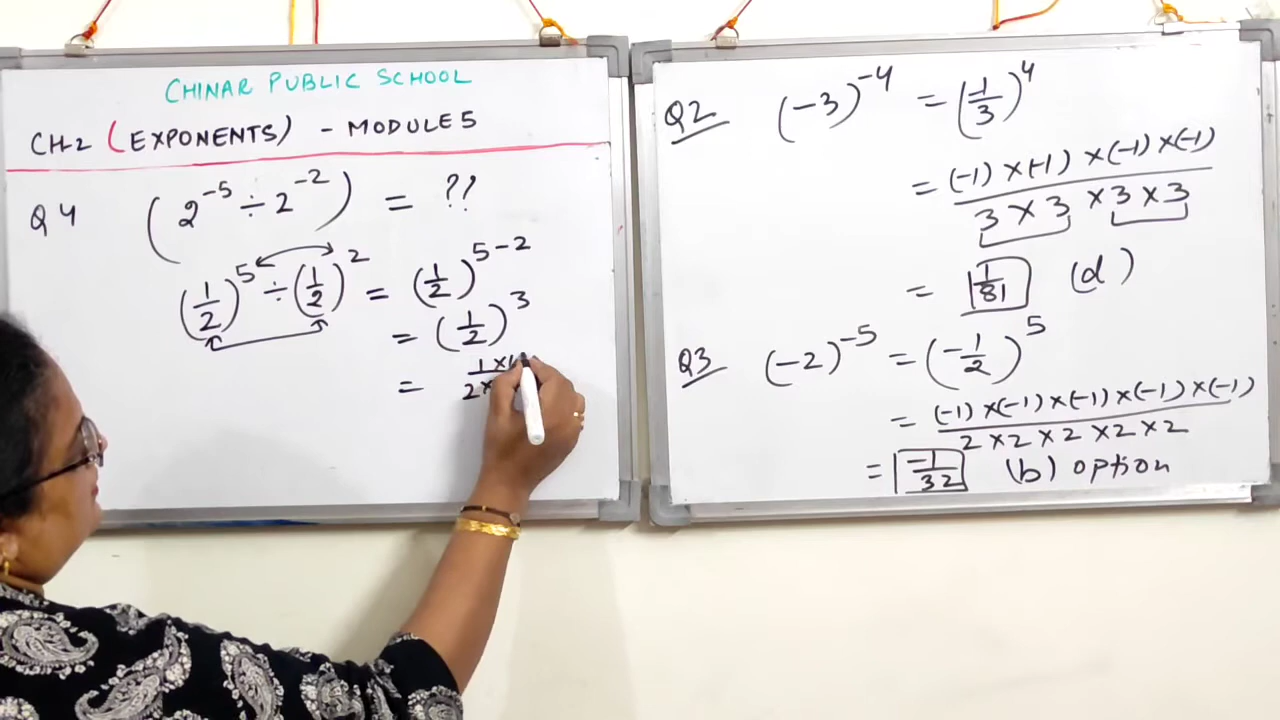 CHINAR PUBLIC SCHOOL
CH-2 (EXPONENTS) - MODULE 5
Q4 (2⁻⁵ ÷ 2⁻²) = ??
(1/2)⁵ ÷ (1/2)² = (1/2)⁵⁻²
= (1/2)³
= 1×1 / 2×
Q2 (-3)⁻⁴ = (1/3)⁴
= (-1) × (-1) × (-1) × (-1) / 3 × 3 × 3 × 3
= 1/81 (d)
Q3 (-2)⁻⁵ = (-1/2)⁵
= (-1) × (-1) × (-1) × (-1) × (-1) / 2 × 2 × 2 × 2 × 2
= -1/32 (b) option